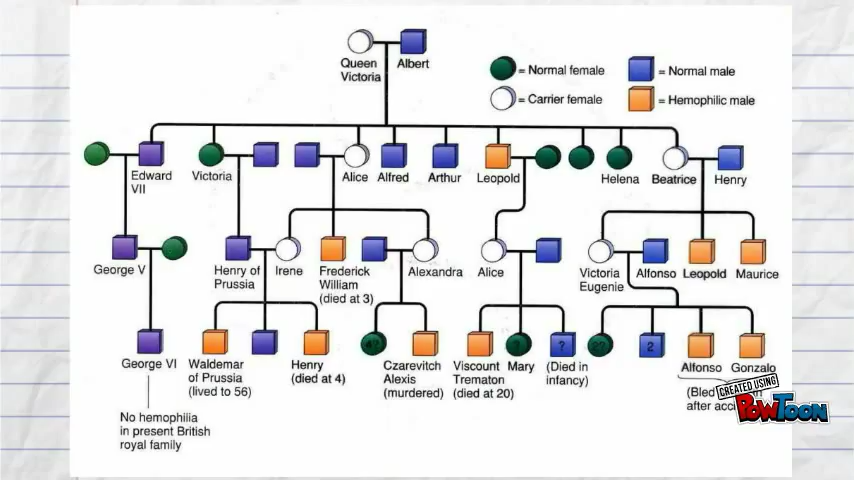 Queen
Victoria
Albert
= Normal female
= Normal male
= Carrier female
= Hemophilic male
Edward
VII
Victoria
Alice
Alfred
Arthur
Leopold
Helena
Beatrice
Henry
George V
Henry of
Prussia
Irene
Frederick
William
(died at 3)
Alexandra
Alice
Victoria
Eugenie
Alfonso
Leopold
Maurice
4?
?
?
2?
2
George VI
Waldemar
of Prussia
(lived to 56)
Henry
(died at 4)
Czarevitch
Alexis
(murdered)
Viscount
Trematon
(died at 20)
Mary
(Died in
infancy)
Alfonso
Gonzalo
(Bled
after
No hemophilia
in present British
royal family
CREATED USING
POWTOON